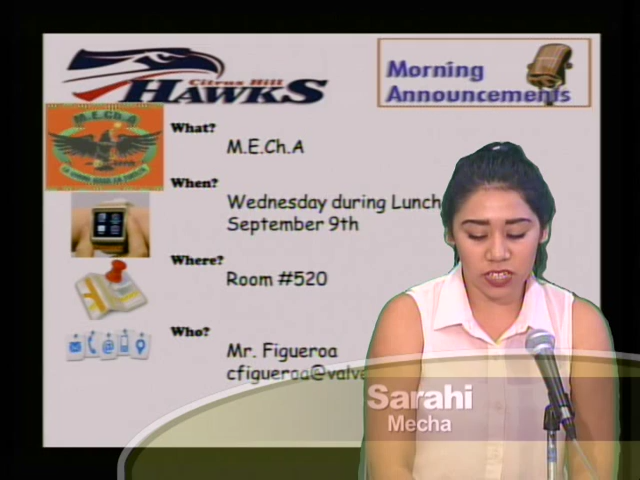 Citrus Hill
HAWKS
Morning
Announcements
M.E.Ch.A
What?
M.E.Ch.A
When?
Wednesday during Lunch
September 9th
Where?
Room #520
Who?
Mr. Figueroa
cfigueroa@valve
Sarahi
Mecha